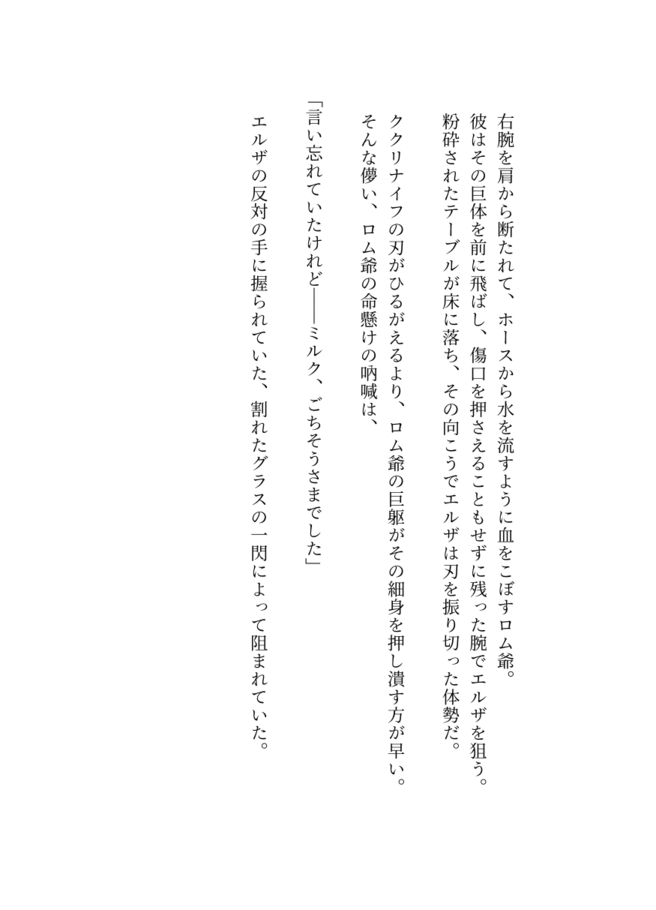 右腕を肩から断たれて、ホースから水を流すように血をこぼすロム爺。
彼はその巨体を前に飛ばし、傷口を押さえることもせずに残った腕でエルザを狙う。
粉砕されたテーブルが床に落ち、その向こうでエルザは刃を振り切った体勢だ。
ククリナイフの刃がひるがえるより、ロム爺の巨躯がその細身を押し潰す方が早い。
そんな儚い、ロム爺の命懸けの吶喊は、
「言い忘れていたけれど――ミルク、ごちそうさまでした」
エルザの反対の手に握られていた、割れたグラスの一閃によって阻まれていた。